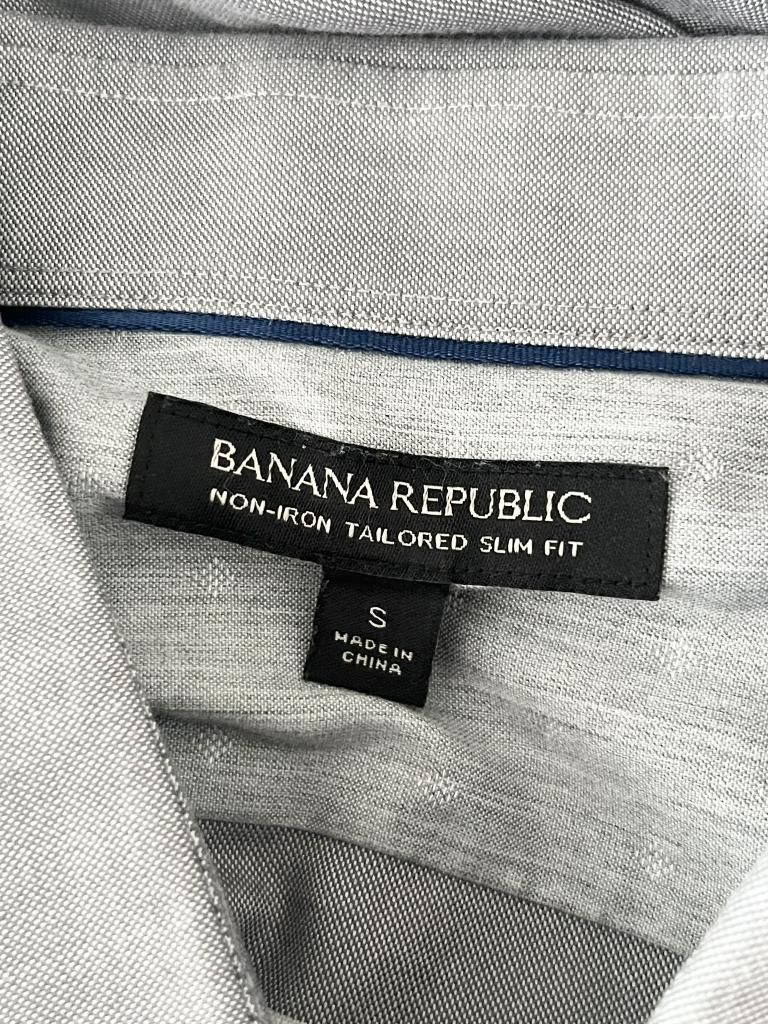 BANANA REPUBLIC
NON-IRON TAILORED SLIM FIT
S
MADE IN
CHINA